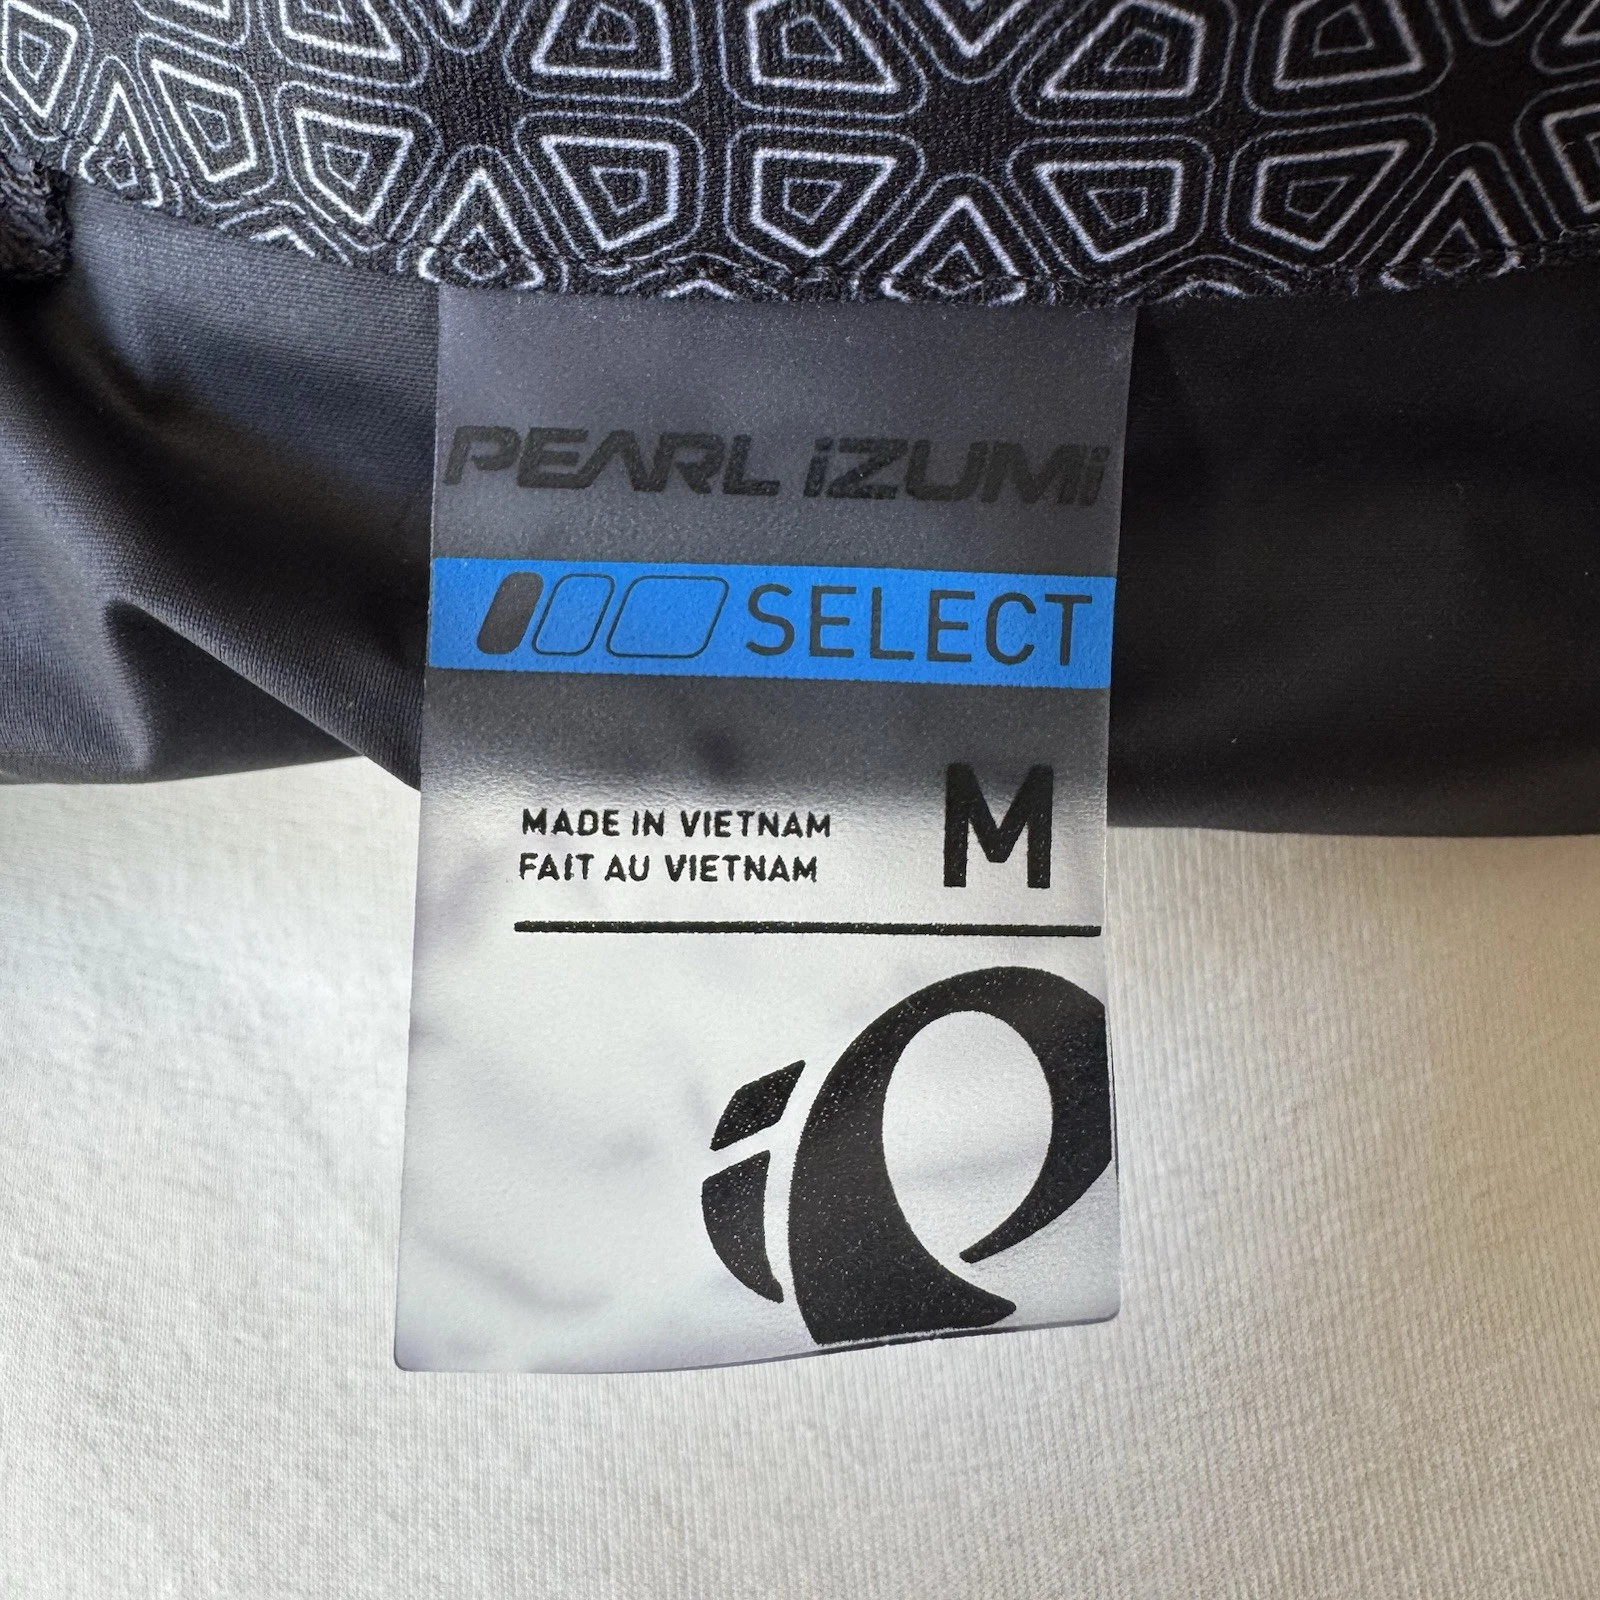 PEARL iZUMi
SELECT
MADE IN VIETNAM
FAIT AU VIETNAM
M